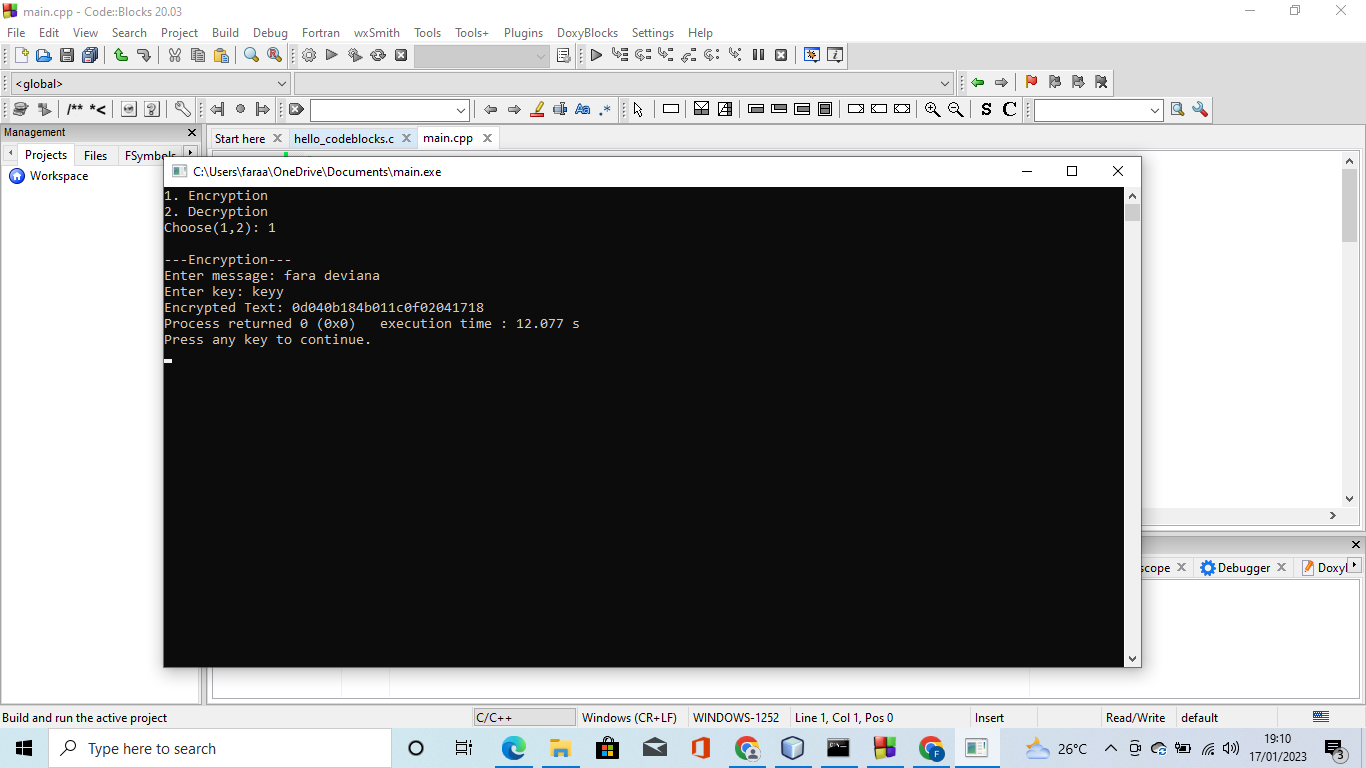 main.cpp - Code::Blocks 20.03
File Edit View Search Project Build Debug Fortran wxSmith Tools Tools+ Plugins DoxyBlocks Settings Help
<global>
/** *<
Aa .*
S C
Management
Projects Files FSymbols
Start here hello_codeblocks.c main.cpp
Workspace
C:\Users\faraa\OneDrive\Documents\main.exe
1. Encryption
2. Decryption
Choose(1,2): 1
---Encryption---
Enter message: fara deviana
Enter key: keyy
Encrypted Text: 0d040b184b011c0f02041718
Process returned 0 (0x0) execution time : 12.077 s
Press any key to continue.
scope Debugger Doxyl
Build and run the active project C/C++ Windows (CR+LF) WINDOWS-1252 Line 1, Col 1, Pos 0 Insert Read/Write default
Type here to search
26°C
19:10
17/01/2023
3